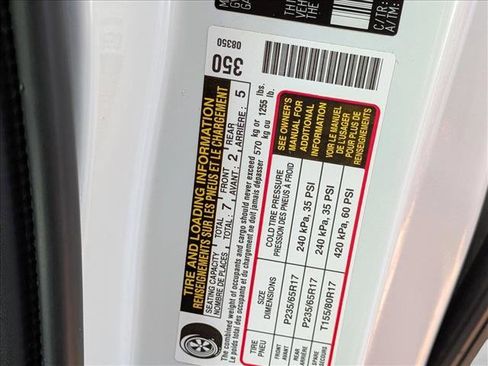 350
08350
TIRE AND LOADING INFORMATION
RENSEIGNEMENTS SUR LES PNEUS ET LE CHARGEMENT
SEATING CAPACITY TOTAL 7 FRONT 2 REAR 5
NOMBRE DE PLACES TOTAL: 7 AVANT: 2 ARRIÈRE: 5
The combined weight of occupants and cargo should never exceed 570 kg or 1255 lbs.
Le poids total des occupants et du chargement ne doit jamais dépasser 570 kg ou 1255 lb.
TIRE
PNEU
SIZE
DIMENSIONS
COLD TIRE PRESSURE
PRESSION DES PNEUS À FROID
FRONT
AVANT
P235/65R17
240 kPa, 35 PSI
REAR
ARRIÈRE
P235/65R17
240 kPa, 35 PSI
SPARE
SECOURS
T155/80R17
420 kPa, 60 PSI
SEE OWNER'S
MANUAL FOR
ADDITIONAL
INFORMATION
VOIR LE MANUEL
DE L'USAGER
POUR PLUS DE
RENSEIGNEMENTS
C/TR:
A/TM: